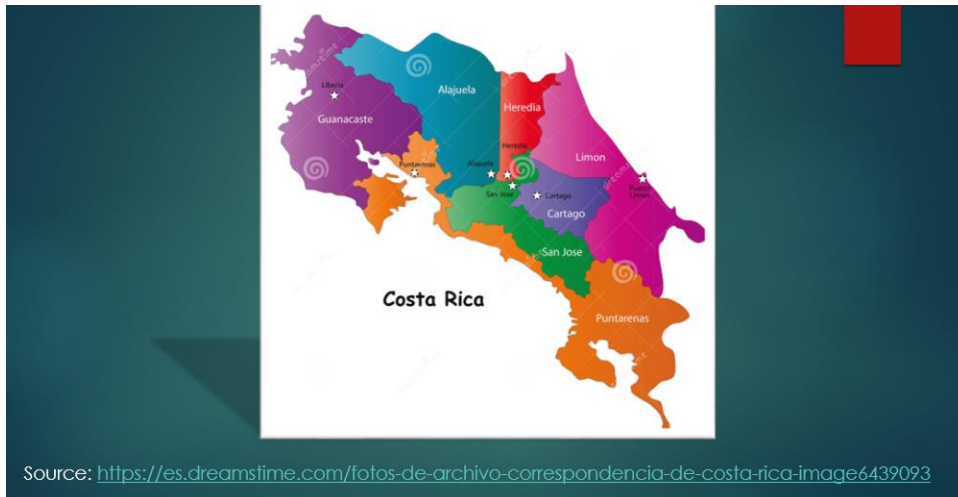 Liberia
Guanacaste
Alajuela
Heredia
Heredia
Limon
Puntarenas
Alajuela
San Jose
Cartago
Puerto
Limon
Cartago
San Jose
Costa Rica
Puntarenas
dreamstime
Source: https://es.dreamstime.com/fotos-de-archivo-correspondencia-de-costa-rica-image6439093